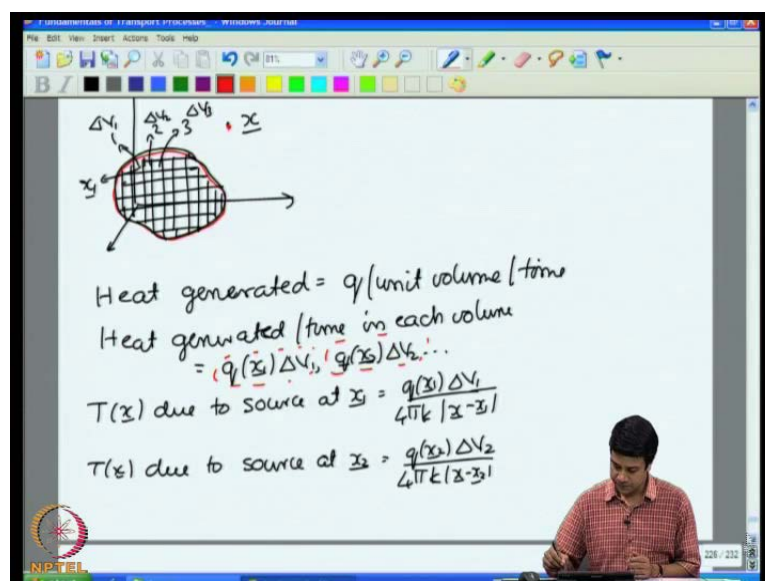 Fundamentals of Transport Processes - Windows Journal
File Edit View Insert Actions Tools Help
81%
B I
ΔV₁ ΔV₂ ΔV₃
1 2 3 . x
x₁
Heat generated = q/unit volume/time
Heat generated/time in each volume
= q(x₁)ΔV₁, q(x₂)ΔV₂...
T(x) due to source at x₁ = q(x₁)ΔV₁ / 4πk|x-x₁|
T(x) due to source at x₂ = q(x₂)ΔV₂ / 4πk|x-x₂|
226 / 232
NPTEL